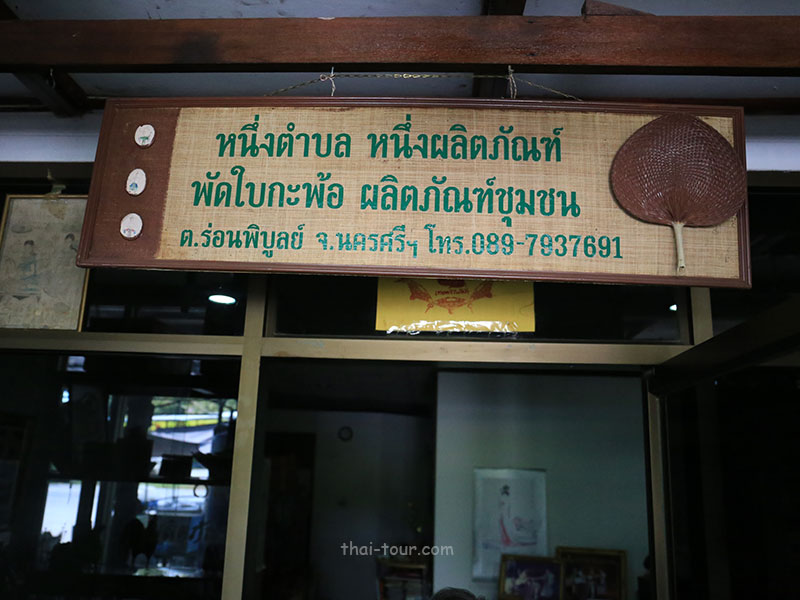 หนึ่งตำบล หนึ่งผลิตภัณฑ์
พัดใบกะพ้อ ผลิตภัณฑ์ชุมชน
ต.ร่อนพิบูลย์ จ.นครศรีฯ โทร.089-7937691
thai-tour.com